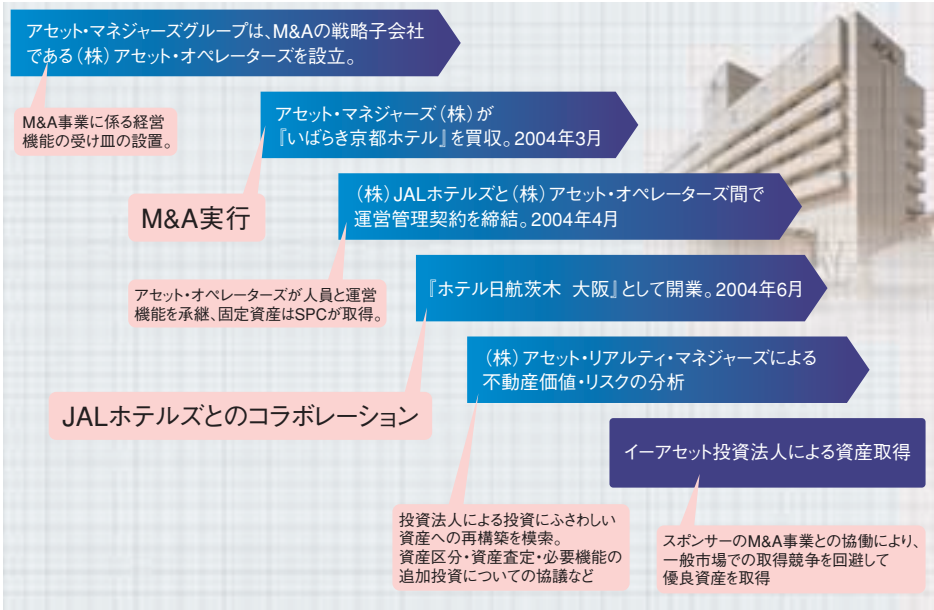 アセット・マネジャーズグループは、M&Aの戦略子会社
である(株)アセット・オペレーターズを設立。
M&A事業に係る経営
機能の受け皿の設置。
アセット・マネジャーズ(株)が
『いばらき京都ホテル』を買収。2004年3月
M&A実行
(株)JALホテルズと(株)アセット・オペレーターズ間で
運営管理契約を締結。2004年4月
アセット・オペレーターズが人員と運営
機能を承継、固定資産はSPCが取得。
『ホテル日航茨木 大阪』として開業。2004年6月
JALホテルズとのコラボレーション
(株)アセット・リアルティ・マネジャーズによる
不動産価値・リスクの分析
投資法人による投資にふさわしい
資産への再構築を模索。
資産区分・資産査定・必要機能の
追加投資についての協議など
イーアセット投資法人による資産取得
スポンサーのM&A事業との協働により、
一般市場での取得競争を回避して
優良資産を取得